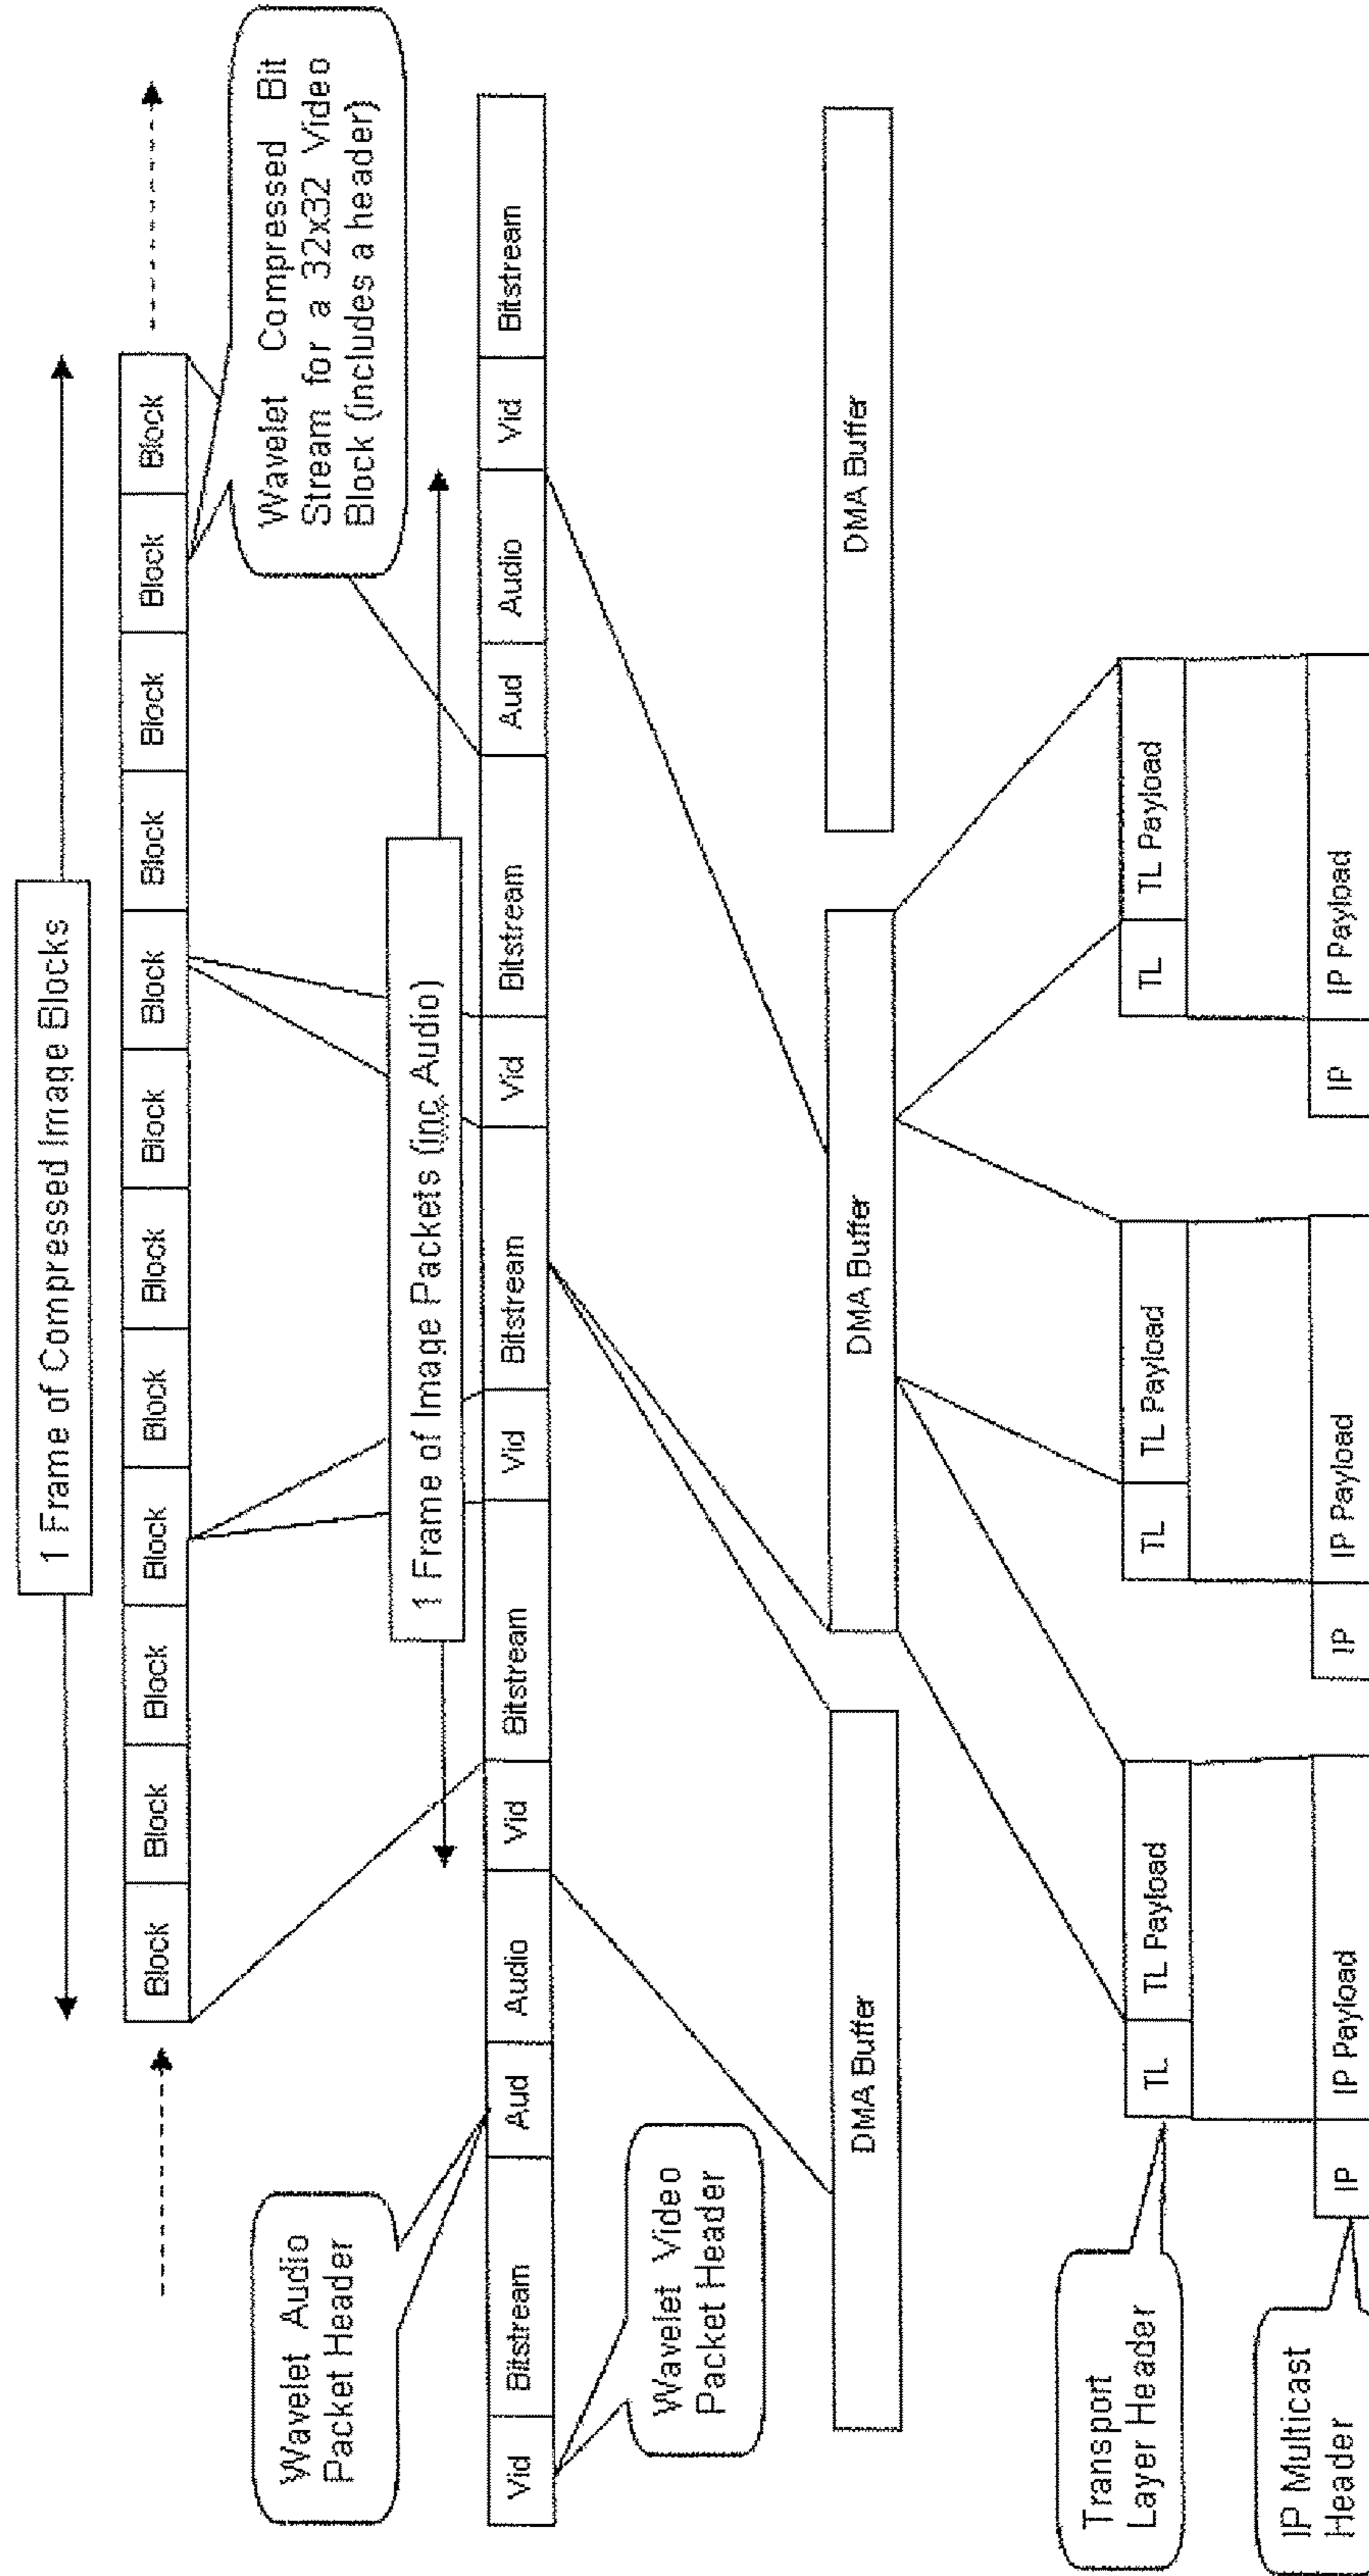 1 Frame of Compressed Image Blocks
Block Block Block Block Block Block Block Block Block Block Block Block
Wavelet Compressed Bit
Stream for a 32x32 Video
Block (includes a header)
Wavelet Audio
Packet Header
1 Frame of Image Packets (inc Audio)
Vid Bitstream Aud Audio Vid Bitstream Vid Bitstream Vid Bitstream Aud Audio Vid Bitstream
Wavelet Video
Packet Header
DMA Buffer DMA Buffer DMA Buffer
Transport
Layer Header
TL TL Payload TL TL Payload TL TL Payload
IP Multicast
Header
IP IP Payload IP IP Payload IP IP Payload